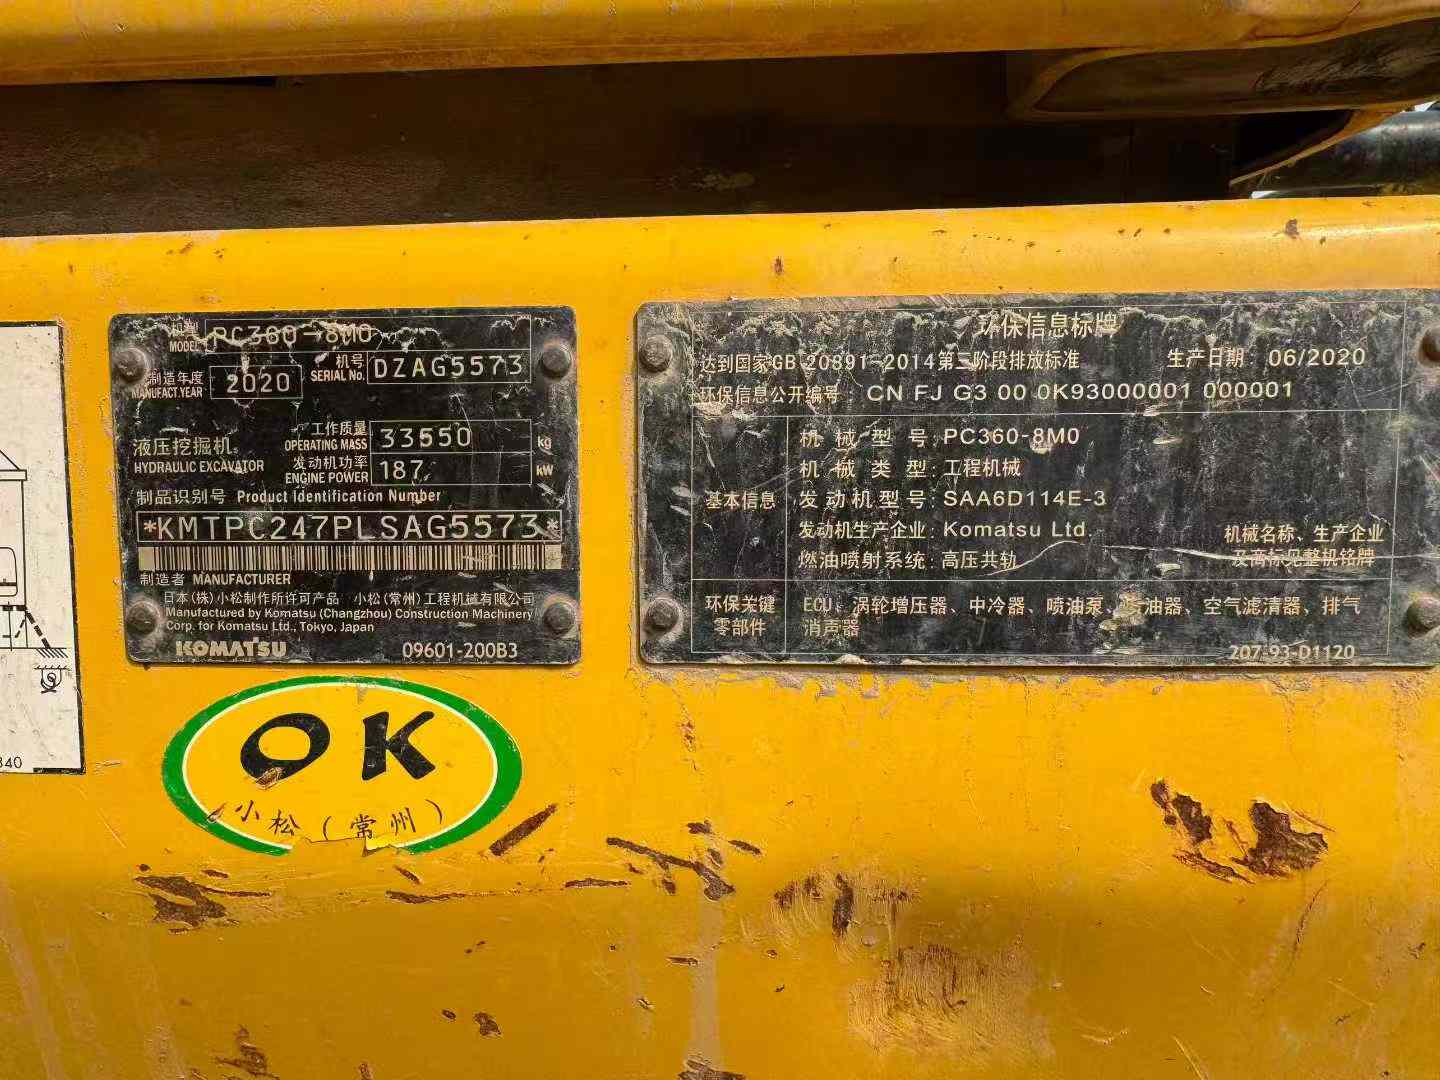 机型 MODEL PC360-8M0
制造年度 MANUFACT.YEAR 2020 机号 SERIAL No. DZAG5573
液压挖掘机 HYDRAULIC EXCAVATOR
工作质量 OPERATING MASS 33550 kg
发动机功率 ENGINE POWER 187 kW
制品识别号 Product Identification Number
*KMTPC247PLSAG5573*
制造者 MANUFACTURER
日本(株)小松制作所许可产品 小松(常州)工程机械有限公司
Manufactured by Komatsu (Changzhou) Construction Machinery
Corp. for Komatsu Ltd., Tokyo, Japan
KOMATSU 09601-200B3
环保信息标牌
达到国家GB 20891-2014第三阶段排放标准 生产日期: 06/2020
环保信息公开编号: CN FJ G3 00 0K93000001 000001
基本信息
机械型号: PC360-8M0
机械类型: 工程机械
发动机型号: SAA6D114E-3
发动机生产企业: Komatsu Ltd.
燃油喷射系统: 高压共轨
机械名称、生产企业
及商标见整机铭牌
环保关键
零部件
ECU、涡轮增压器、中冷器、喷油泵、喷油器、空气滤清器、排气
消声器
207-93-D1120
OK
小松(常州)
340